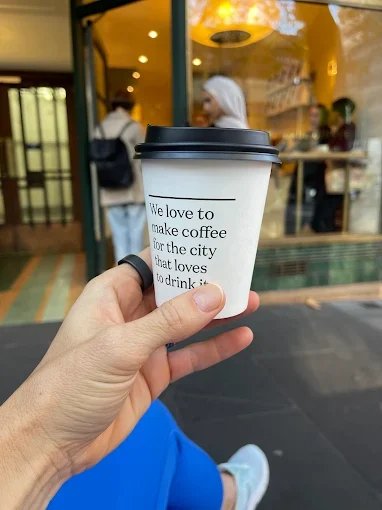 We love to
make coffee
for the city
that loves
to drink it